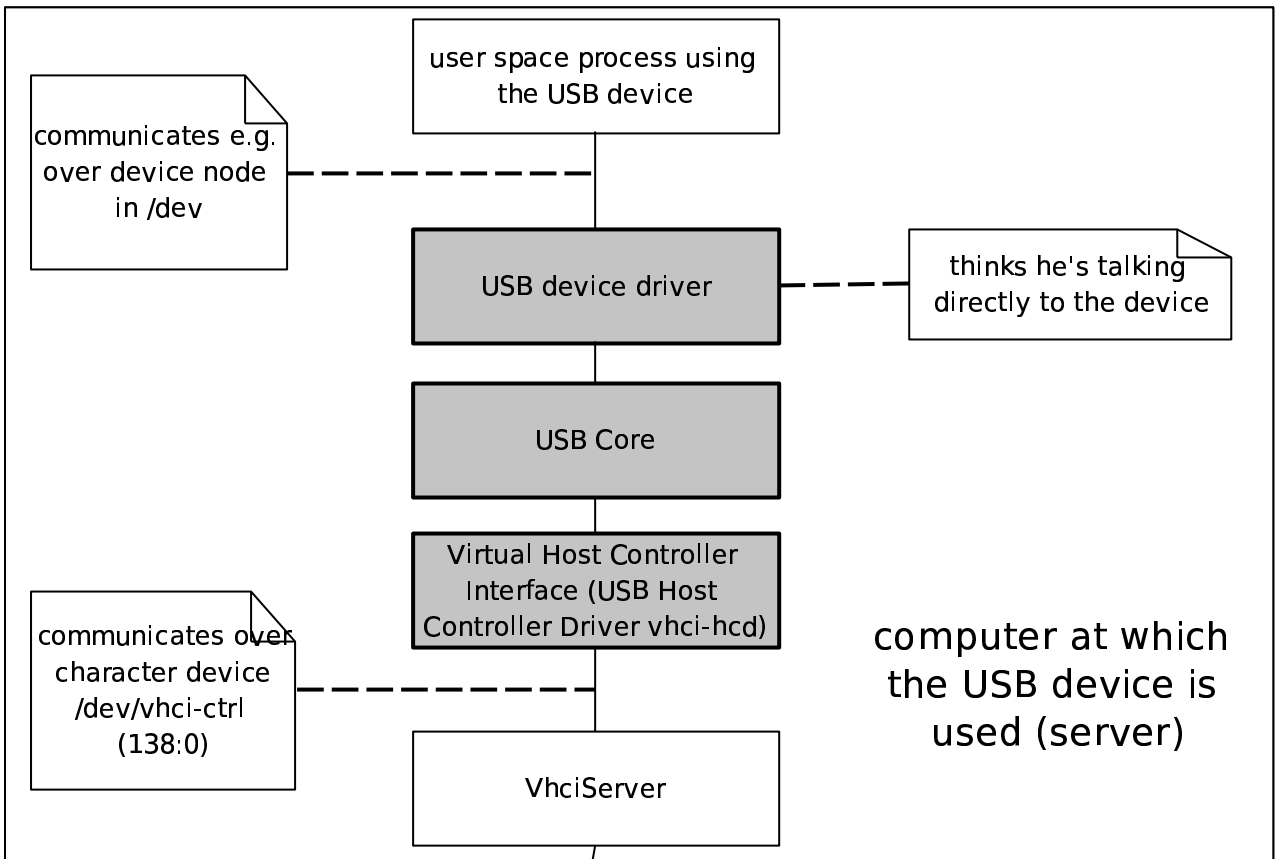 user space process using
the USB device
communicates e.g.
over device node
in /dev
USB device driver
thinks he's talking
directly to the device
USB Core
Virtual Host Controller
Interface (USB Host
Controller Driver vhci-hcd)
communicates over
character device
/dev/vhci-ctrl
(138:0)
computer at which
the USB device is
used (server)
VhciServer